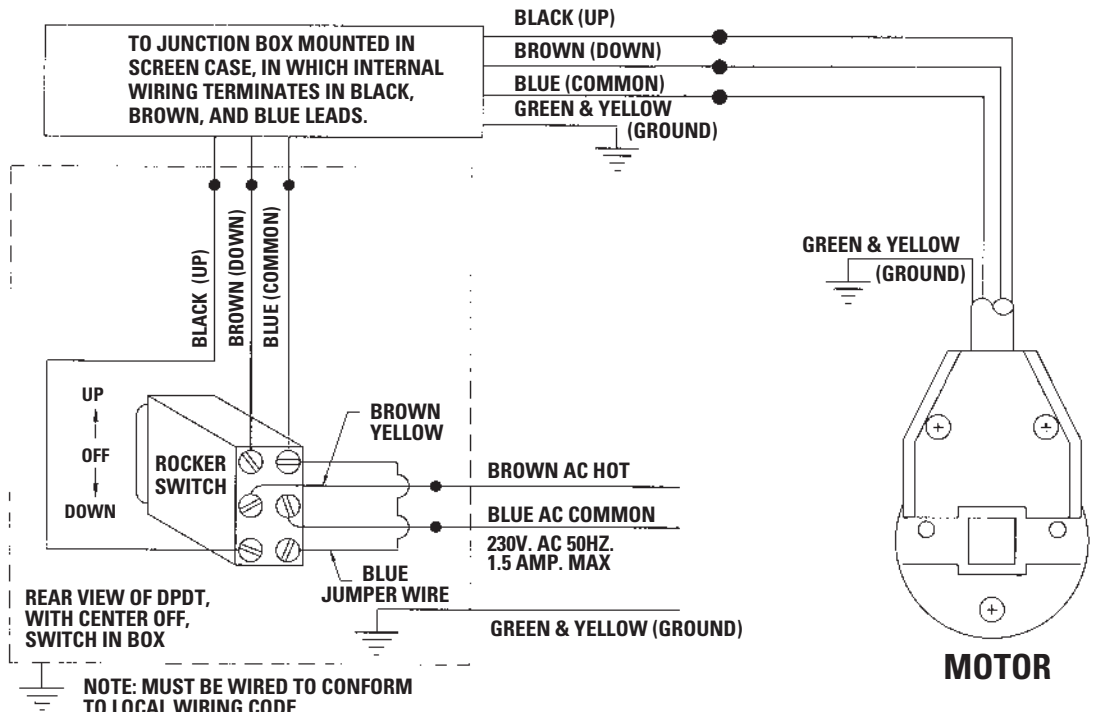 BLACK (UP)
TO JUNCTION BOX MOUNTED IN
SCREEN CASE, IN WHICH INTERNAL
WIRING TERMINATES IN BLACK,
BROWN, AND BLUE LEADS.
BROWN (DOWN)
BLUE (COMMON)
GREEN & YELLOW
(GROUND)
GREEN & YELLOW
(GROUND)
BLACK (UP)
BROWN (DOWN)
BLUE (COMMON)
UP
OFF
DOWN
ROCKER
SWITCH
BROWN
YELLOW
BROWN AC HOT
BLUE AC COMMON
230V. AC 50HZ.
1.5 AMP. MAX
BLUE
JUMPER WIRE
GREEN & YELLOW (GROUND)
REAR VIEW OF DPDT,
WITH CENTER OFF,
SWITCH IN BOX
MOTOR
NOTE: MUST BE WIRED TO CONFORM
TO LOCAL WIRING CODE